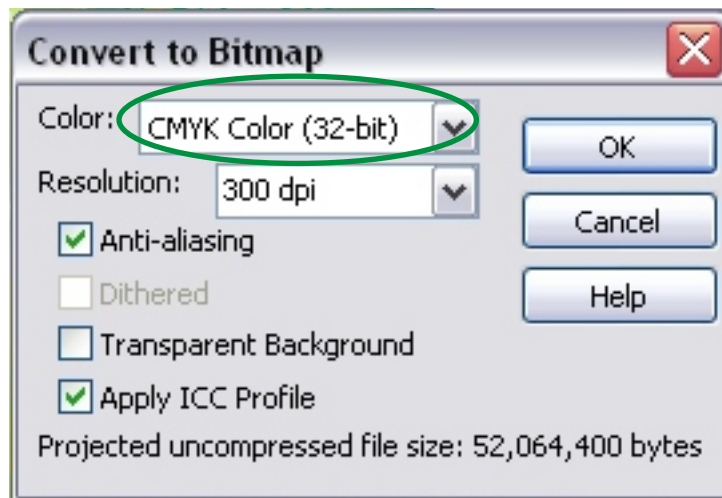 Convert to Bitmap
Color: CMYK Color (32-bit)
OK
Resolution: 300 dpi
Cancel
Anti-aliasing
Dithered
Help
Transparent Background
Apply ICC Profile
Projected uncompressed file size: 52,064,400 bytes